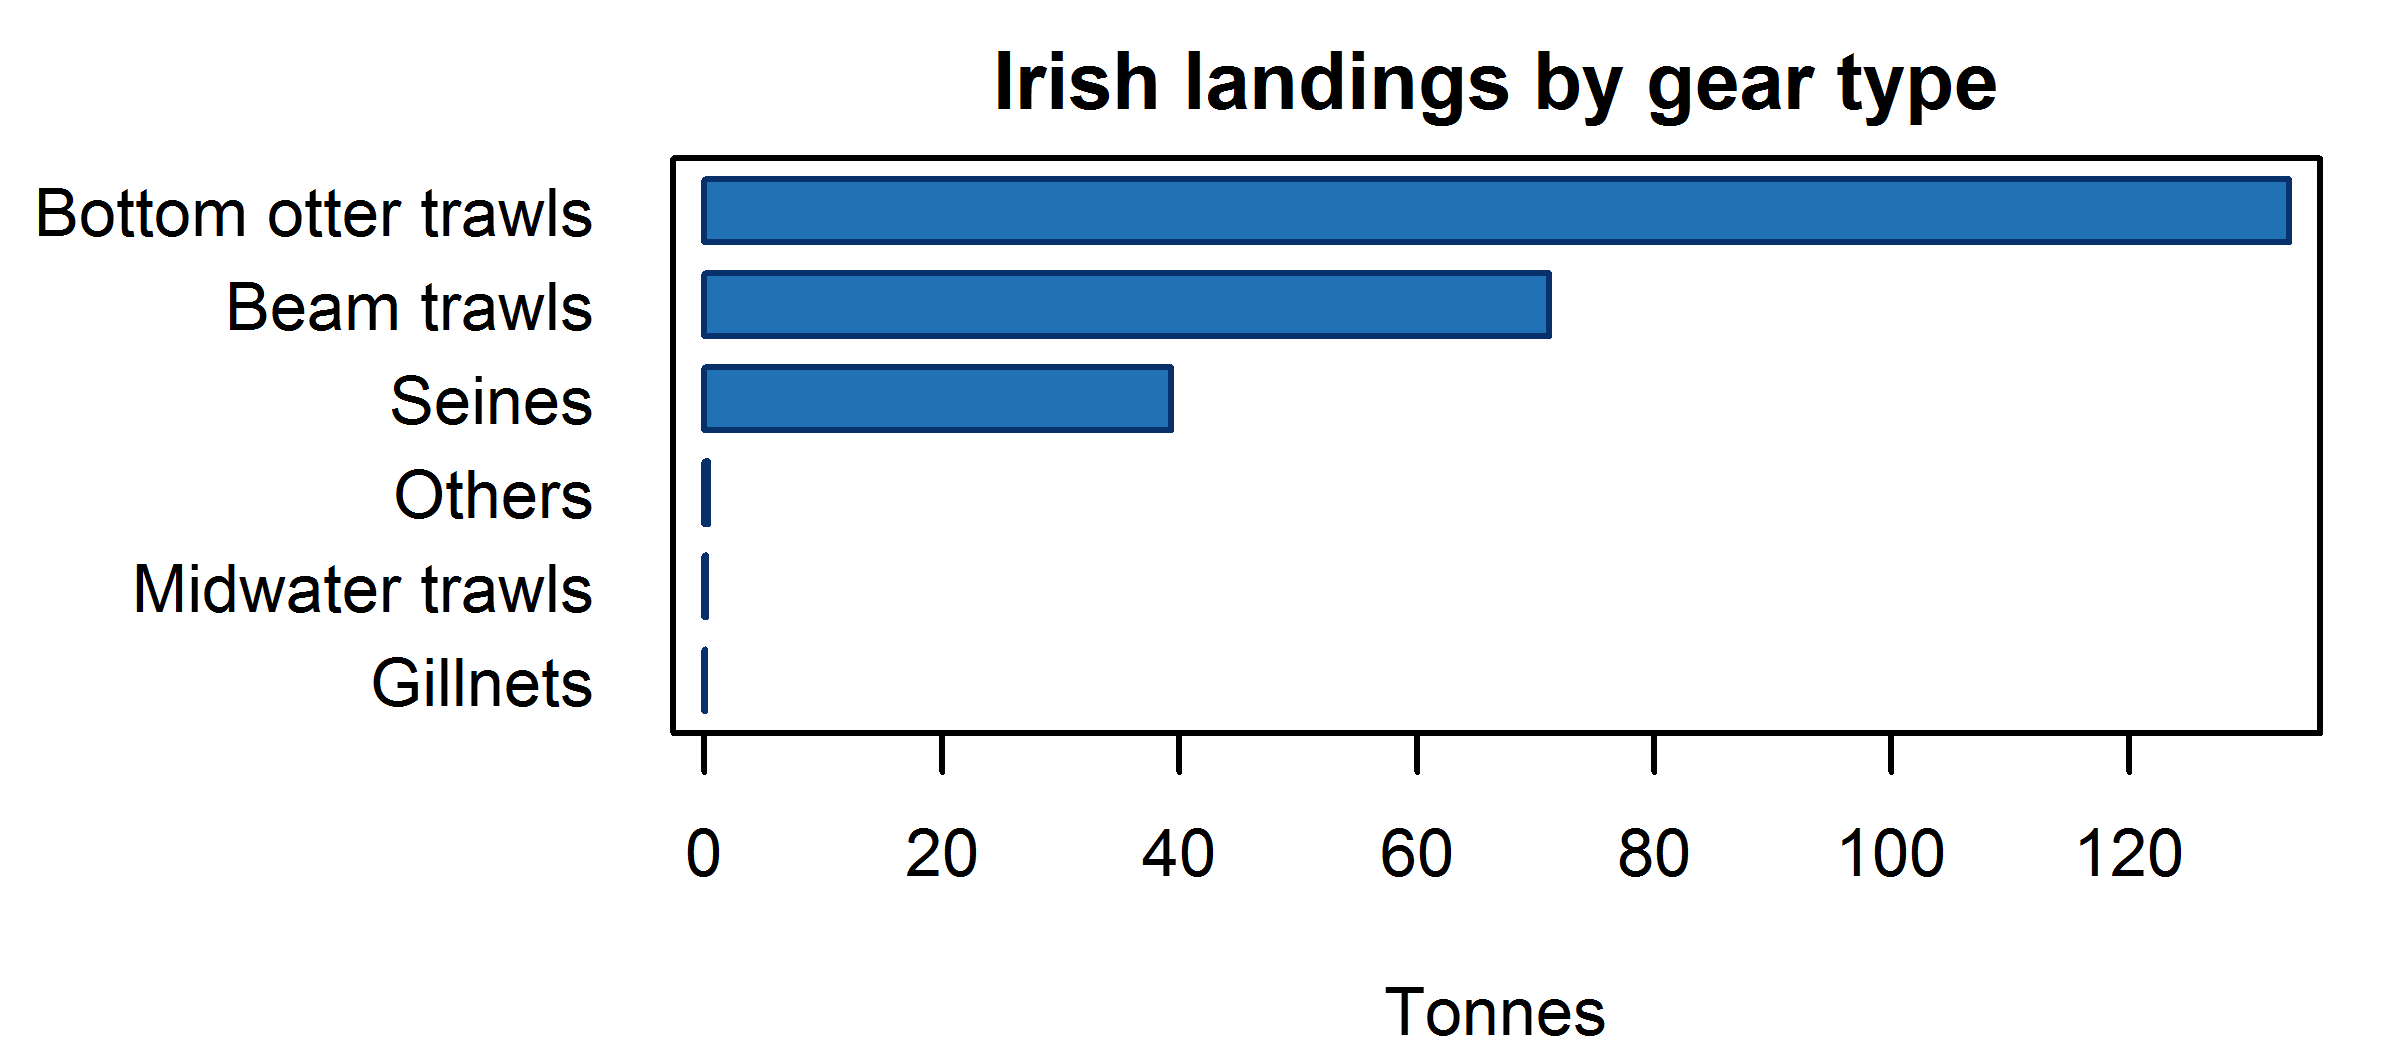 Irish landings by gear type
Bottom otter trawls
Beam trawls
Seines
Others
Midwater trawls
Gillnets
0 20 40 60 80 100 120
Tonnes